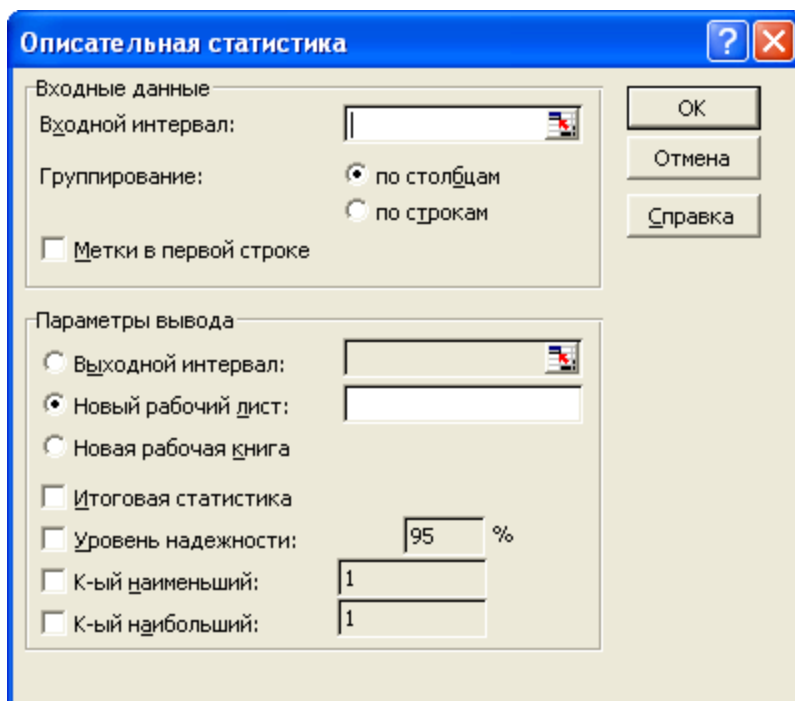 Описательная статистика
Входные данные
Входной интервал:
Группирование:
по столбцам
по строкам
Метки в первой строке
OK
Отмена
Справка
Параметры вывода
Выходной интервал:
Новый рабочий лист:
Новая рабочая книга
Итоговая статистика
Уровень надежности: 95 %
К-ый наименьший: 1
К-ый наибольший: 1